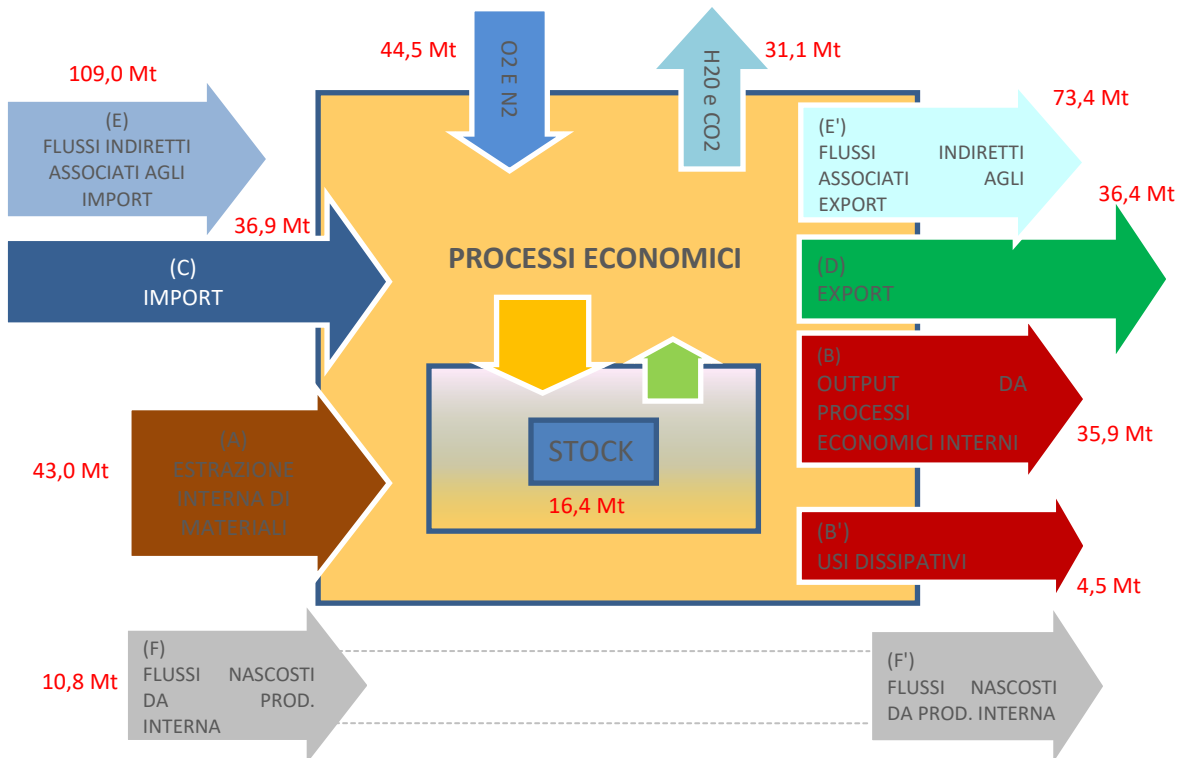 44,5 Mt
O2 E N2
H20 e CO2
31,1 Mt
109,0 Mt
(E)
FLUSSI INDIRETTI
ASSOCIATI AGLI
IMPORT
73,4 Mt
(E')
FLUSSI INDIRETTI
ASSOCIATI AGLI
EXPORT
36,9 Mt
36,4 Mt
(C)
IMPORT
PROCESSI ECONOMICI
(D)
EXPORT
(B)
OUTPUT DA
PROCESSI
ECONOMICI INTERNI
35,9 Mt
43,0 Mt
(A)
ESTRAZIONE
INTERNA DI
MATERIALI
STOCK
16,4 Mt
(B')
USI DISSIPATIVI
4,5 Mt
10,8 Mt
(F)
FLUSSI NASCOSTI
DA PROD.
INTERNA
(F')
FLUSSI NASCOSTI
DA PROD. INTERNA